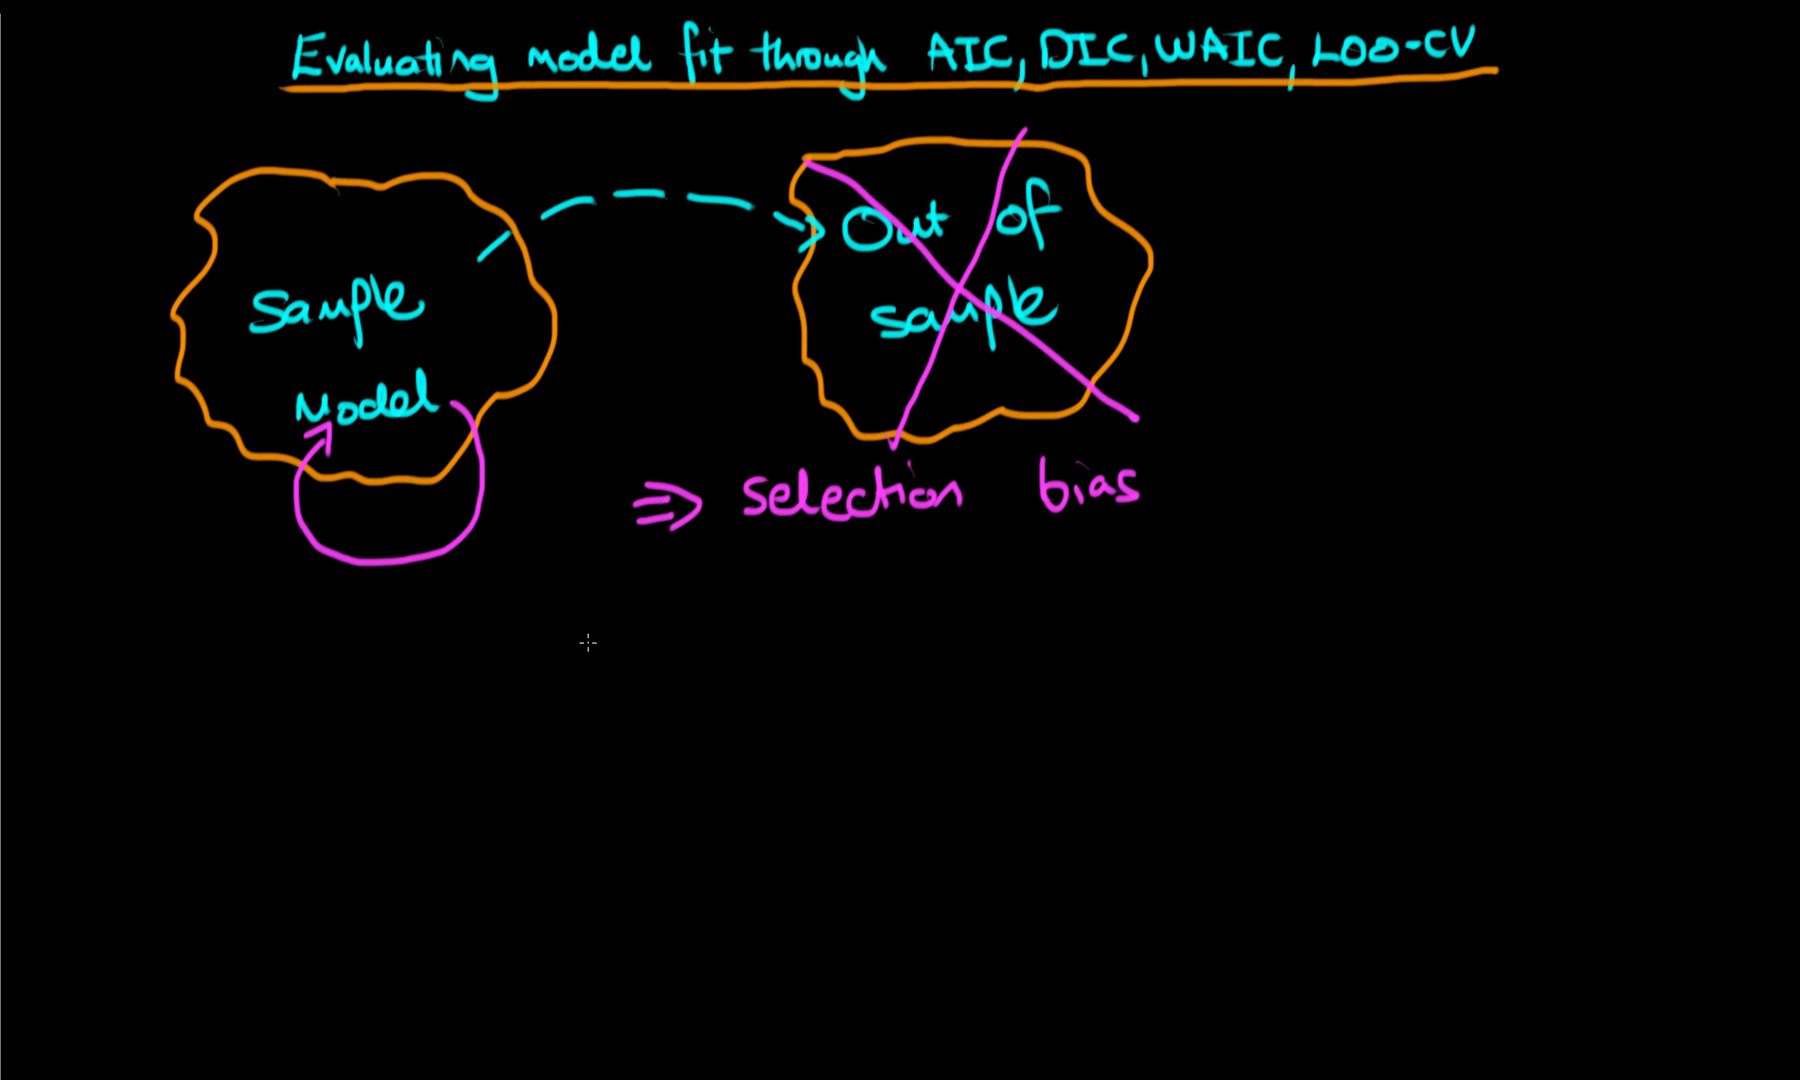 Evaluating model fit through AIC, DIC, WAIC, LOO-CV
Sample
Model
Out of
sample
⇒ selection bias